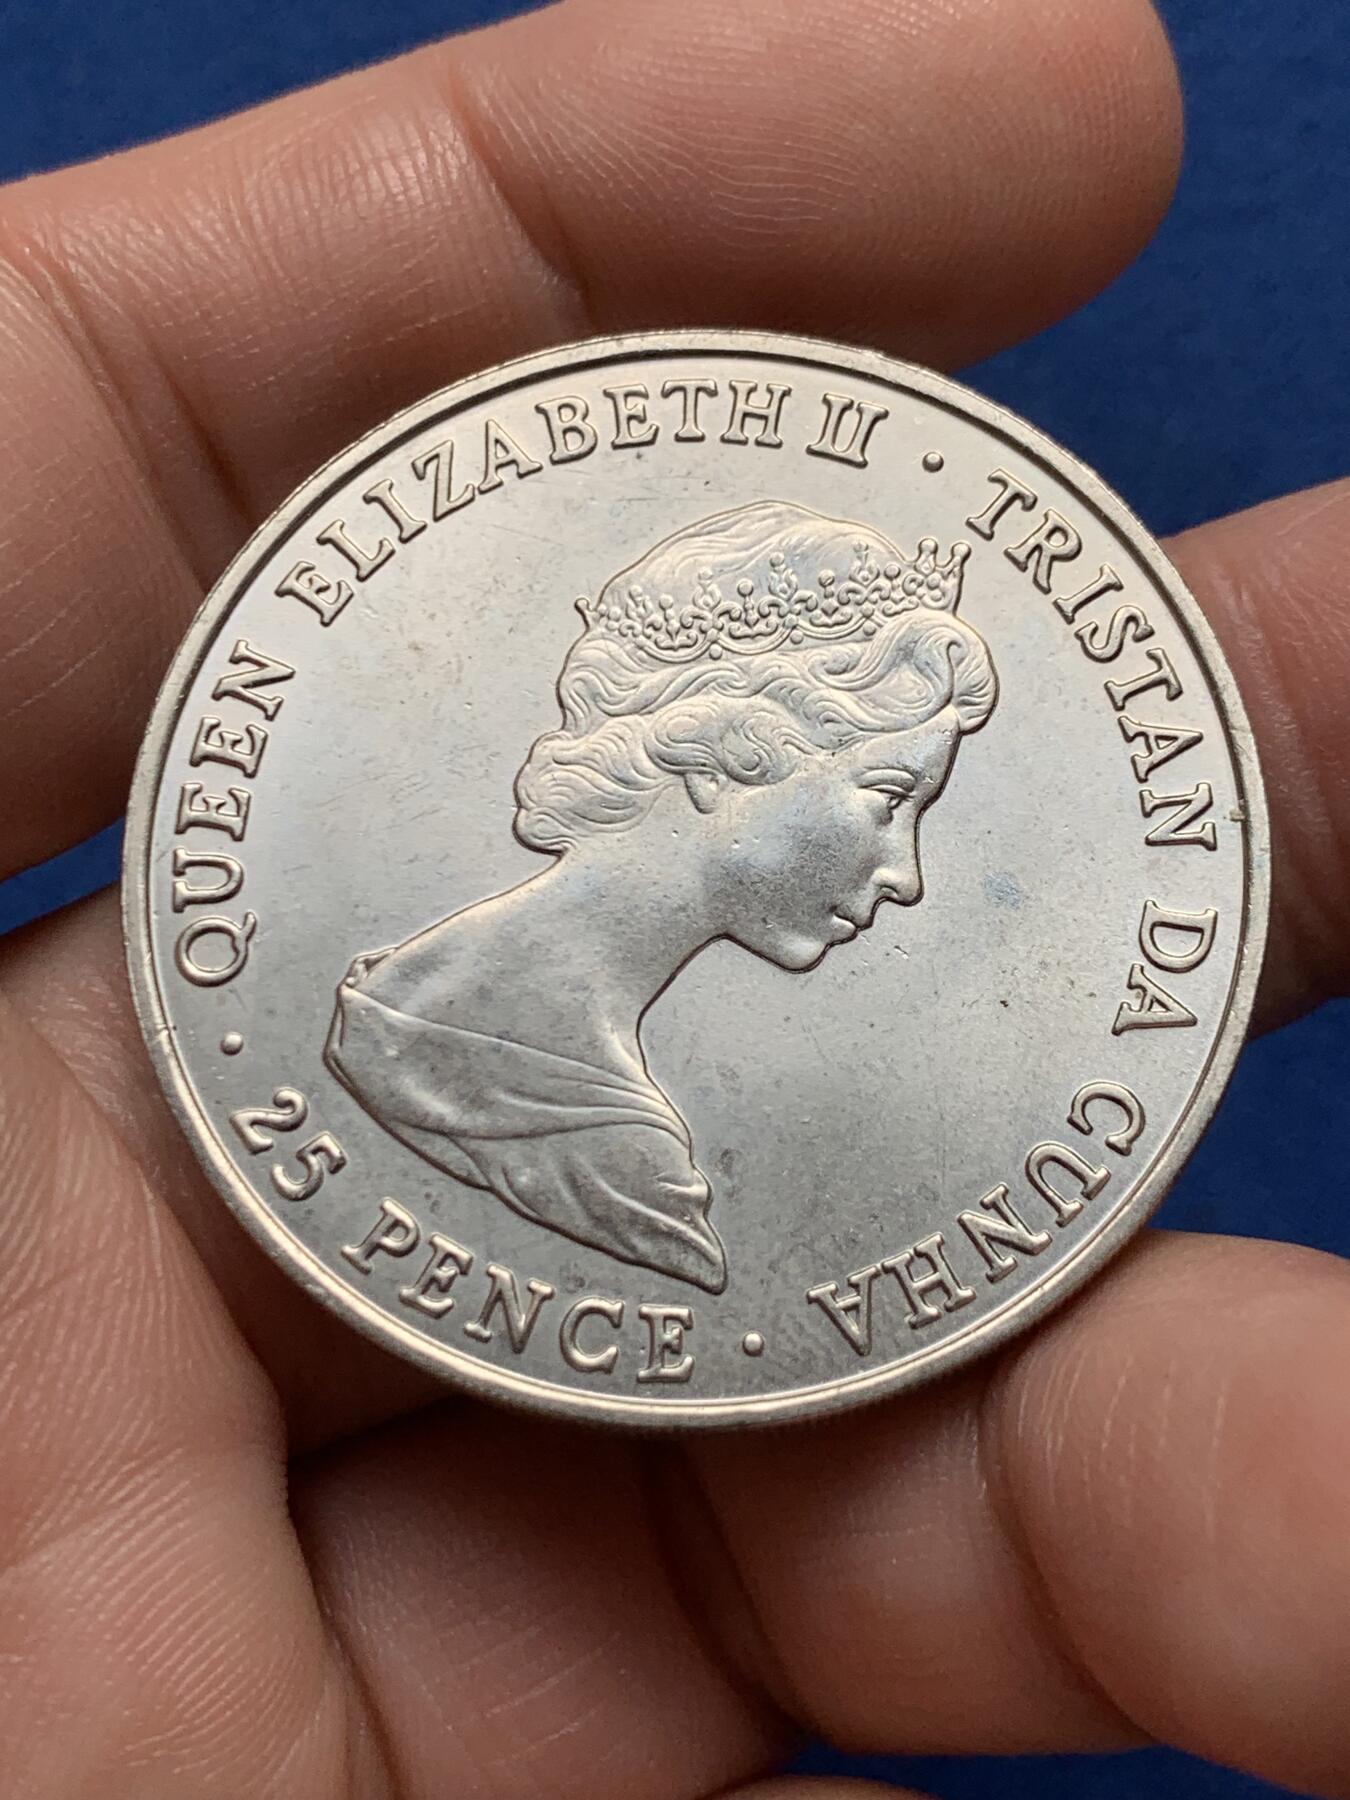 QUEEN ELIZABETH II · TRISTAN DA CUNHA · 25 PENCE ·